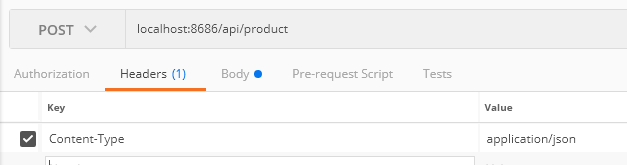 POST localhost:8686/api/product
Authorization Headers (1) Body Pre-request Script Tests
Key Value
Content-Type application/json